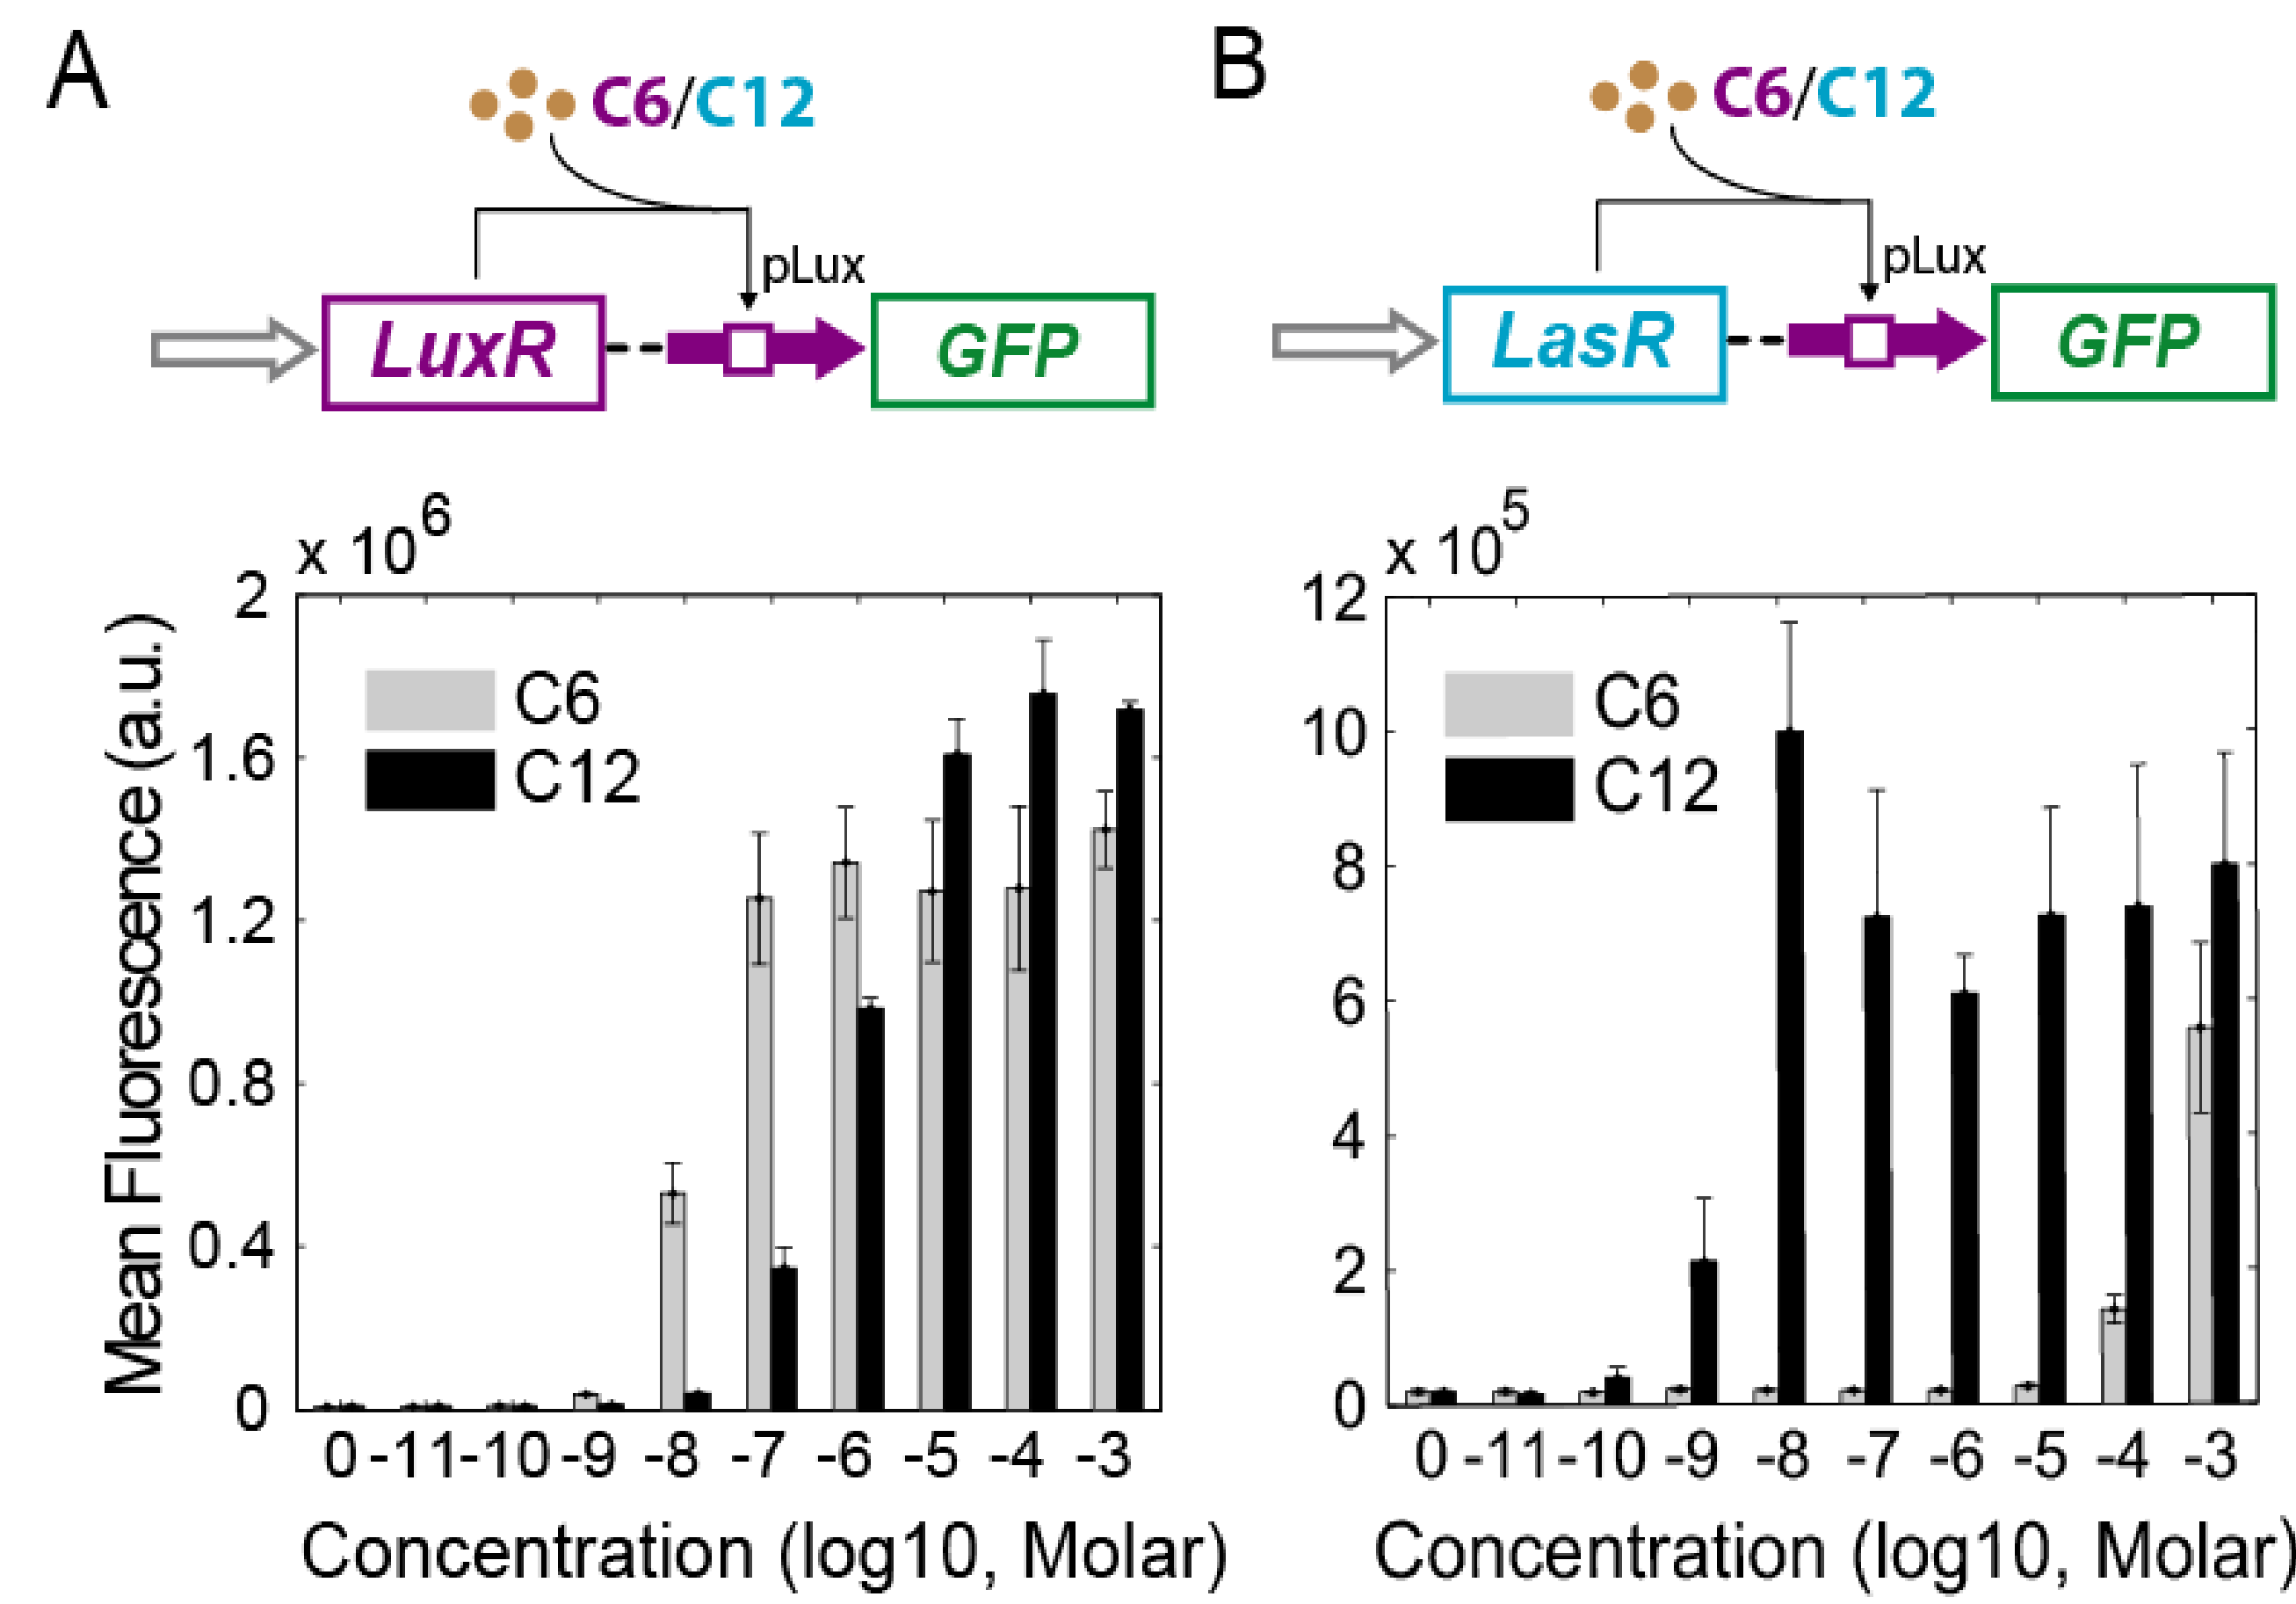 A
C6/C12
pLux
LuxR
GFP
x 10^6
2
1.6
1.2
0.8
0.4
0
Mean Fluorescence (a.u.)
C6
C12
0 -11 -10 -9 -8 -7 -6 -5 -4 -3
Concentration (log10, Molar)
B
C6/C12
pLux
LasR
GFP
x 10^5
12
10
8
6
4
2
0
C6
C12
0 -11 -10 -9 -8 -7 -6 -5 -4 -3
Concentration (log10, Molar)